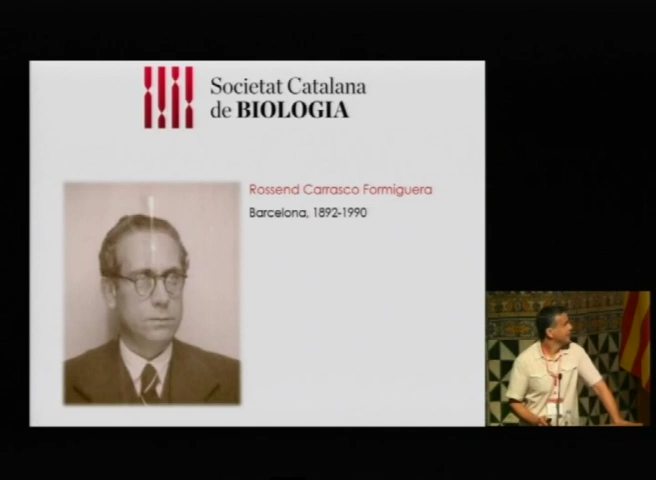 Societat Catalana
de BIOLOGIA
Rossend Carrasco Formiguera
Barcelona, 1892-1990